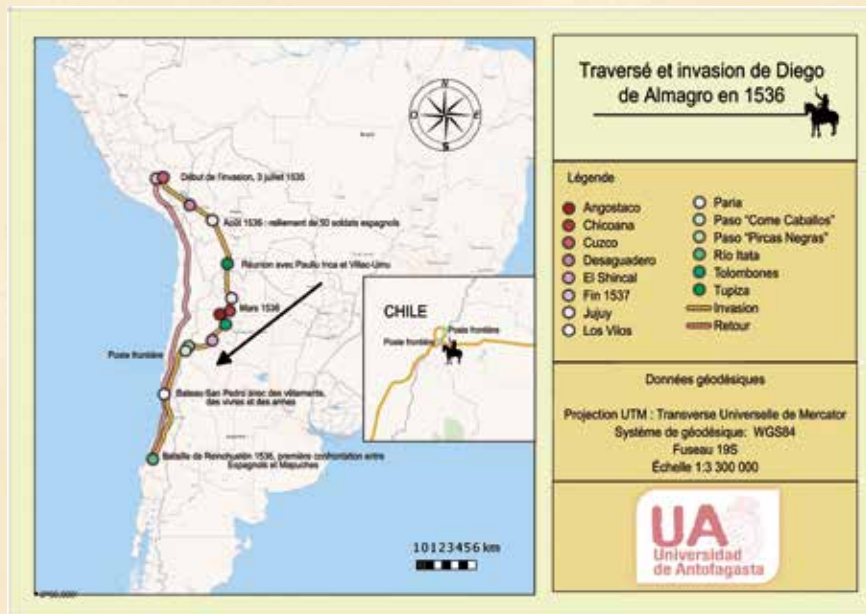 Traversé et invasion de Diego
de Almagro en 1536
N
O
E
S
Début de l'invasion, 3 juillet 1535
Août 1536 : ralliement de 50 soldats espagnols
Réunion avec Paullu Inca et Villac-Umu
Mars 1536
Poste frontière
Bateau San Pedro avec des vêtements,
des vivres et des armes
Bataille de Reinohuelén 1536, première confrontation entre
Espagnols et Mapuches
CHILE
Poste frontière
Poste frontière
10123456 km
Légende
Angostaco
Chicoana
Cuzco
Desaguadero
El Shincal
Fin 1537
Jujuy
Los Vilos
Paria
Paso "Come Caballos"
Paso "Pircas Negras"
Río Itata
Tolombones
Tupiza
Invasion
Retour
Données géodésiques
Projection UTM : Transverse Universelle de Mercator
Système de géodésique: WGS84
Fuseau 19S
Échelle 1:3 300 000
UA
Universidad
de Antofagasta